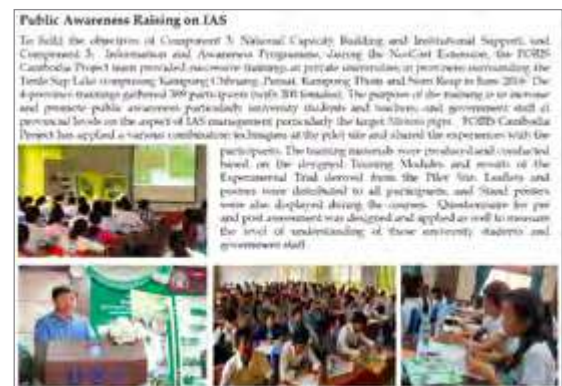 Public Awareness Raising on IAS
To fulfil the objectives of Component 3: National Capacity Building and Institutional Support, and
Component 5: Information and Awareness Programme, during the NoCost Extension, the FORIS
Cambodia Project team provided successive trainings at private universities at provinces surrounding the
Tonle Sap Lake comprising Kampong Chhnang, Pursat, Kampong Thom and Siem Reap in June 2016. The
4-province trainings gathered participants (with females). The purpose of the training is to increase
and promote public awareness particularly university students and teachers, and government staff at
provincial levels on the aspect of IAS management particularly the target Mimosa pigra. FORIS Cambodia
Project has applied a various combination techniques at the pilot site and shared the experiences with the
participants. The training materials were produced and conducted
based on the designed Training Modules and results of the
Experimental Trial derived from the Pilot Site. Leaflets and
posters were distributed to all participants, and Stand posters
were also displayed during the courses. Questionnaire for pre
and post assessment was designed and applied as well to measure
the level of understanding of those university students and
government staff.